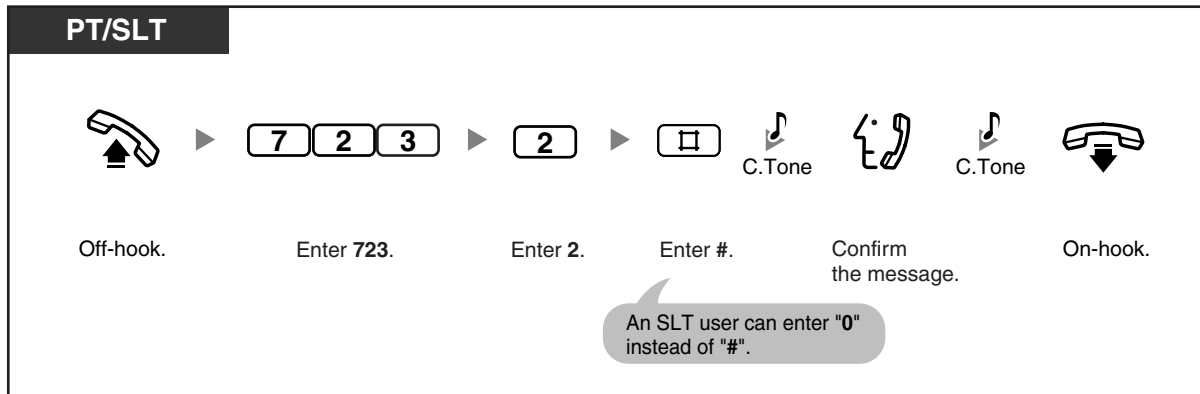 PT/SLT
7 2 3
2
#
C.Tone
C.Tone
Off-hook.
Enter 723.
Enter 2.
Enter #.
Confirm
the message.
On-hook.
An SLT user can enter "0"
instead of "#".